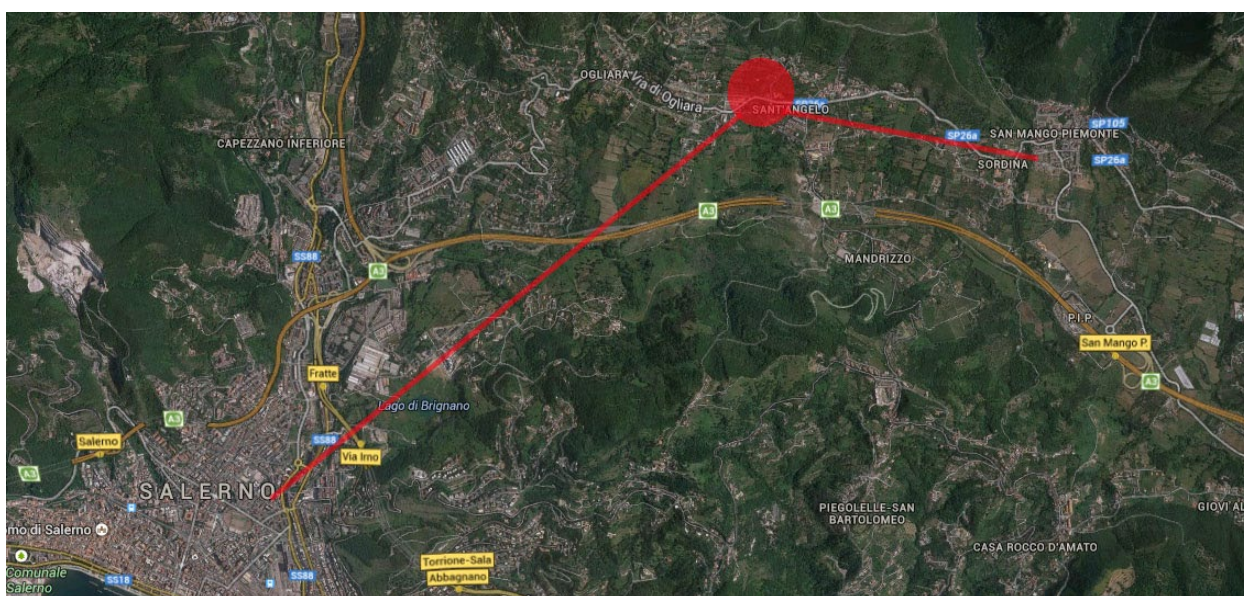 OGLIARA
Via di Ogliara
SP26a
SANT'ANGELO
SP105
SAN MANGO PIEMONTE
SP26a
SP26a
SORDINA
CAPEZZANO INFERIORE
A3
A3
SS88
A3
MANDRIZZO
P.I.P.
San Mango P.
A3
Fratte
Lago di Brignano
A3
SS88
Salerno
Via Irno
A3
SALERNO
PIEGOLELLE-SAN
BARTOLOMEO
GIOVI AL
omo di Salerno
CASA ROCCO D'AMATO
Torrione-Sala
Abbagnano
Comunale
Salerno
SS18
SS88